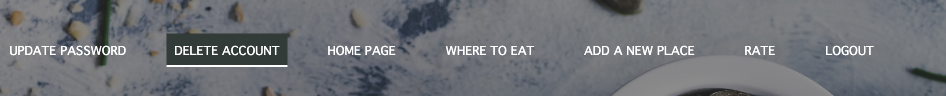 UPDATE PASSWORD DELETE ACCOUNT HOME PAGE WHERE TO EAT ADD A NEW PLACE RATE LOGOUT